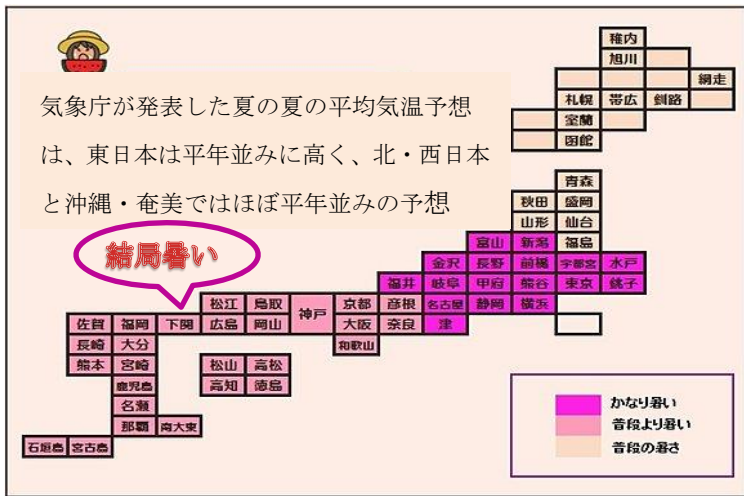 稚内
旭川
網走
札幌 帯広 釧路
室蘭
函館
気象庁が発表した夏の夏の平均気温予想
は、東日本は平年並みに高く、北・西日本
と沖縄・奄美ではほぼ平年並みの予想
結局暑い
青森
秋田 盛岡
山形 仙台
富山 新潟 福島
金沢 長野 前橋 宇都宮 水戸
福井 岐阜 甲府 熊谷 東京 銚子
松江 鳥取 神戸 京都 彦根 名古屋 静岡 横浜
佐賀 福岡 下関 広島 岡山 大阪 奈良 津
長崎 大分 和歌山
熊本 宮崎 松山 高松
鹿児島 高知 徳島
名瀬
那覇 南大東
石垣島 宮古島
かなり暑い
普段より暑い
普段の暑さ